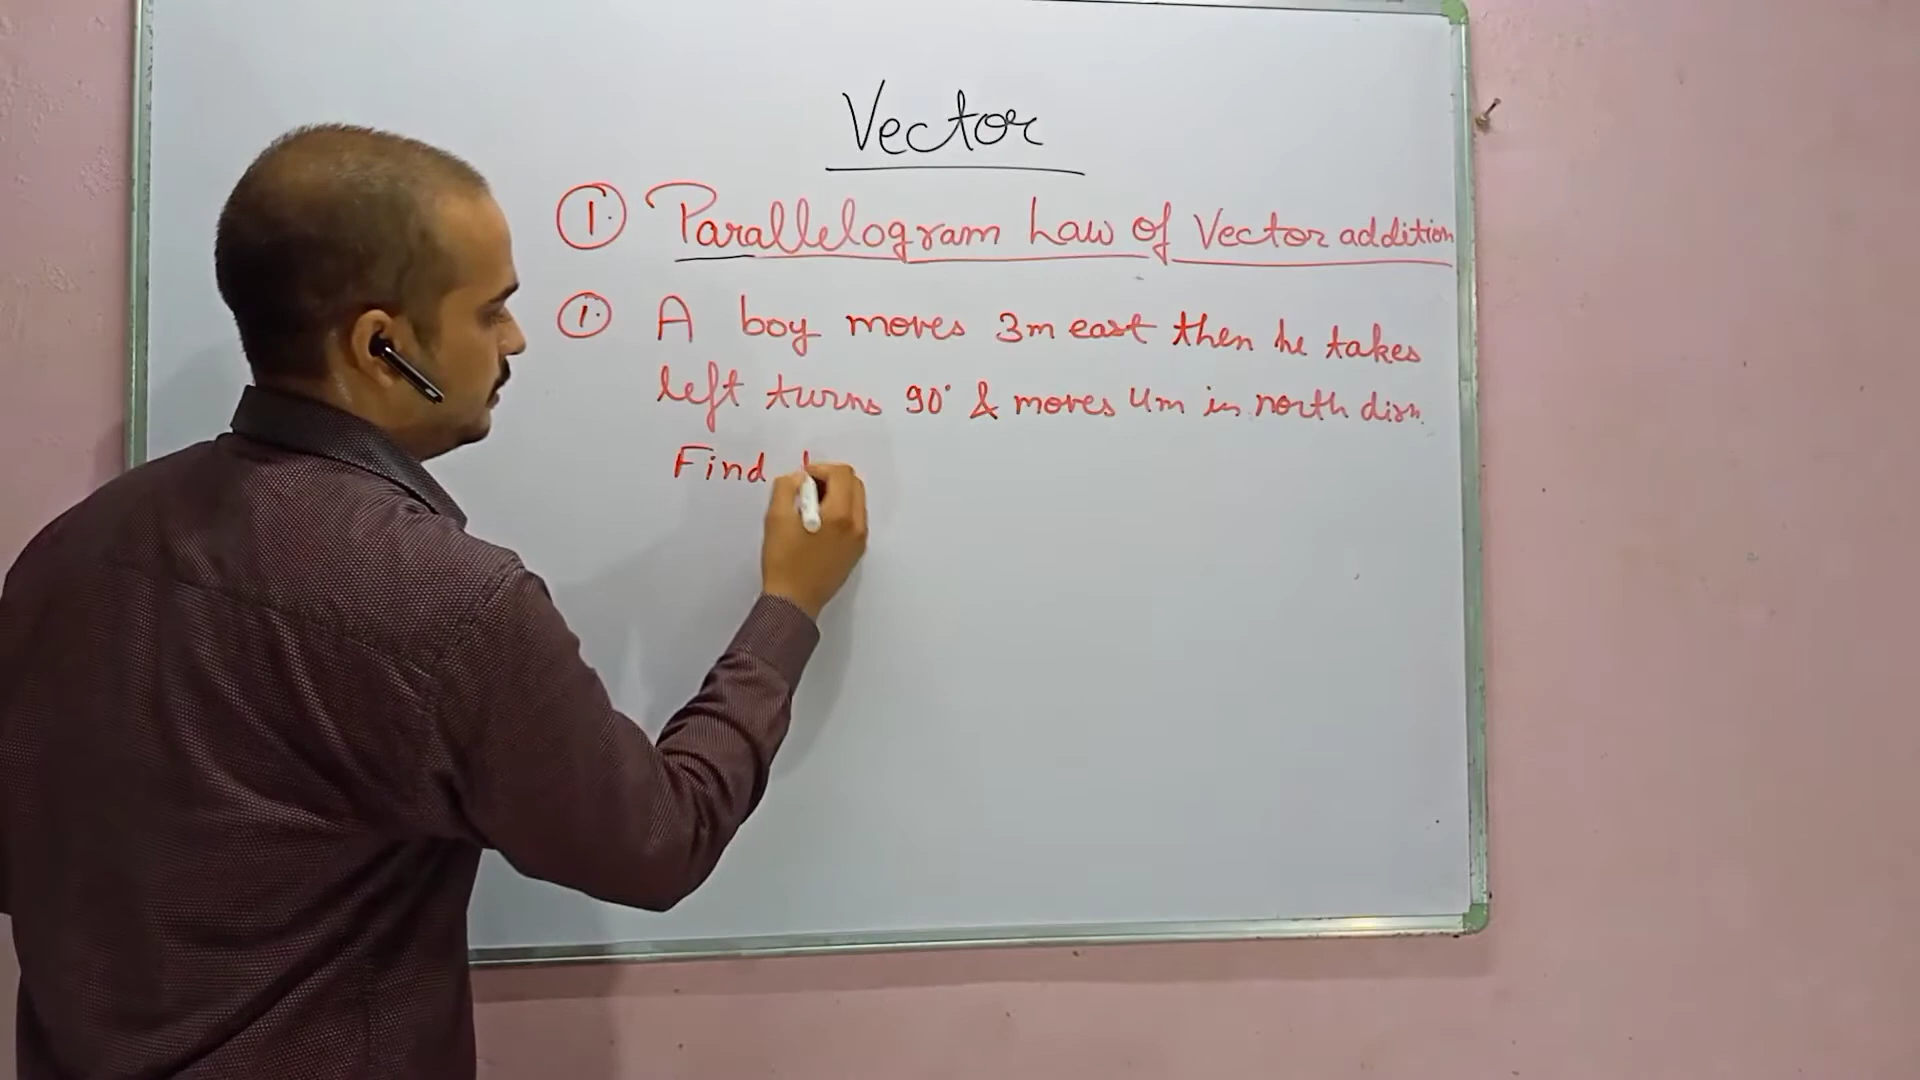 Vector
① Parallelogram Law of Vector addition
① A boy moves 3m east then he takes
left turns 90° & moves 4m in north dirn.
Find